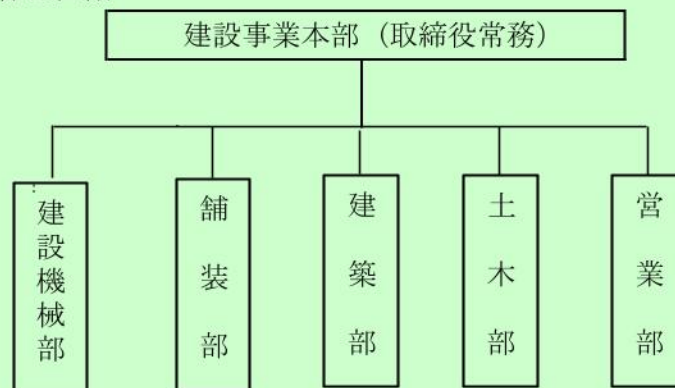 建設事業本部（取締役常務）
建設機械部
舗装部
建築部
土木部
営業部